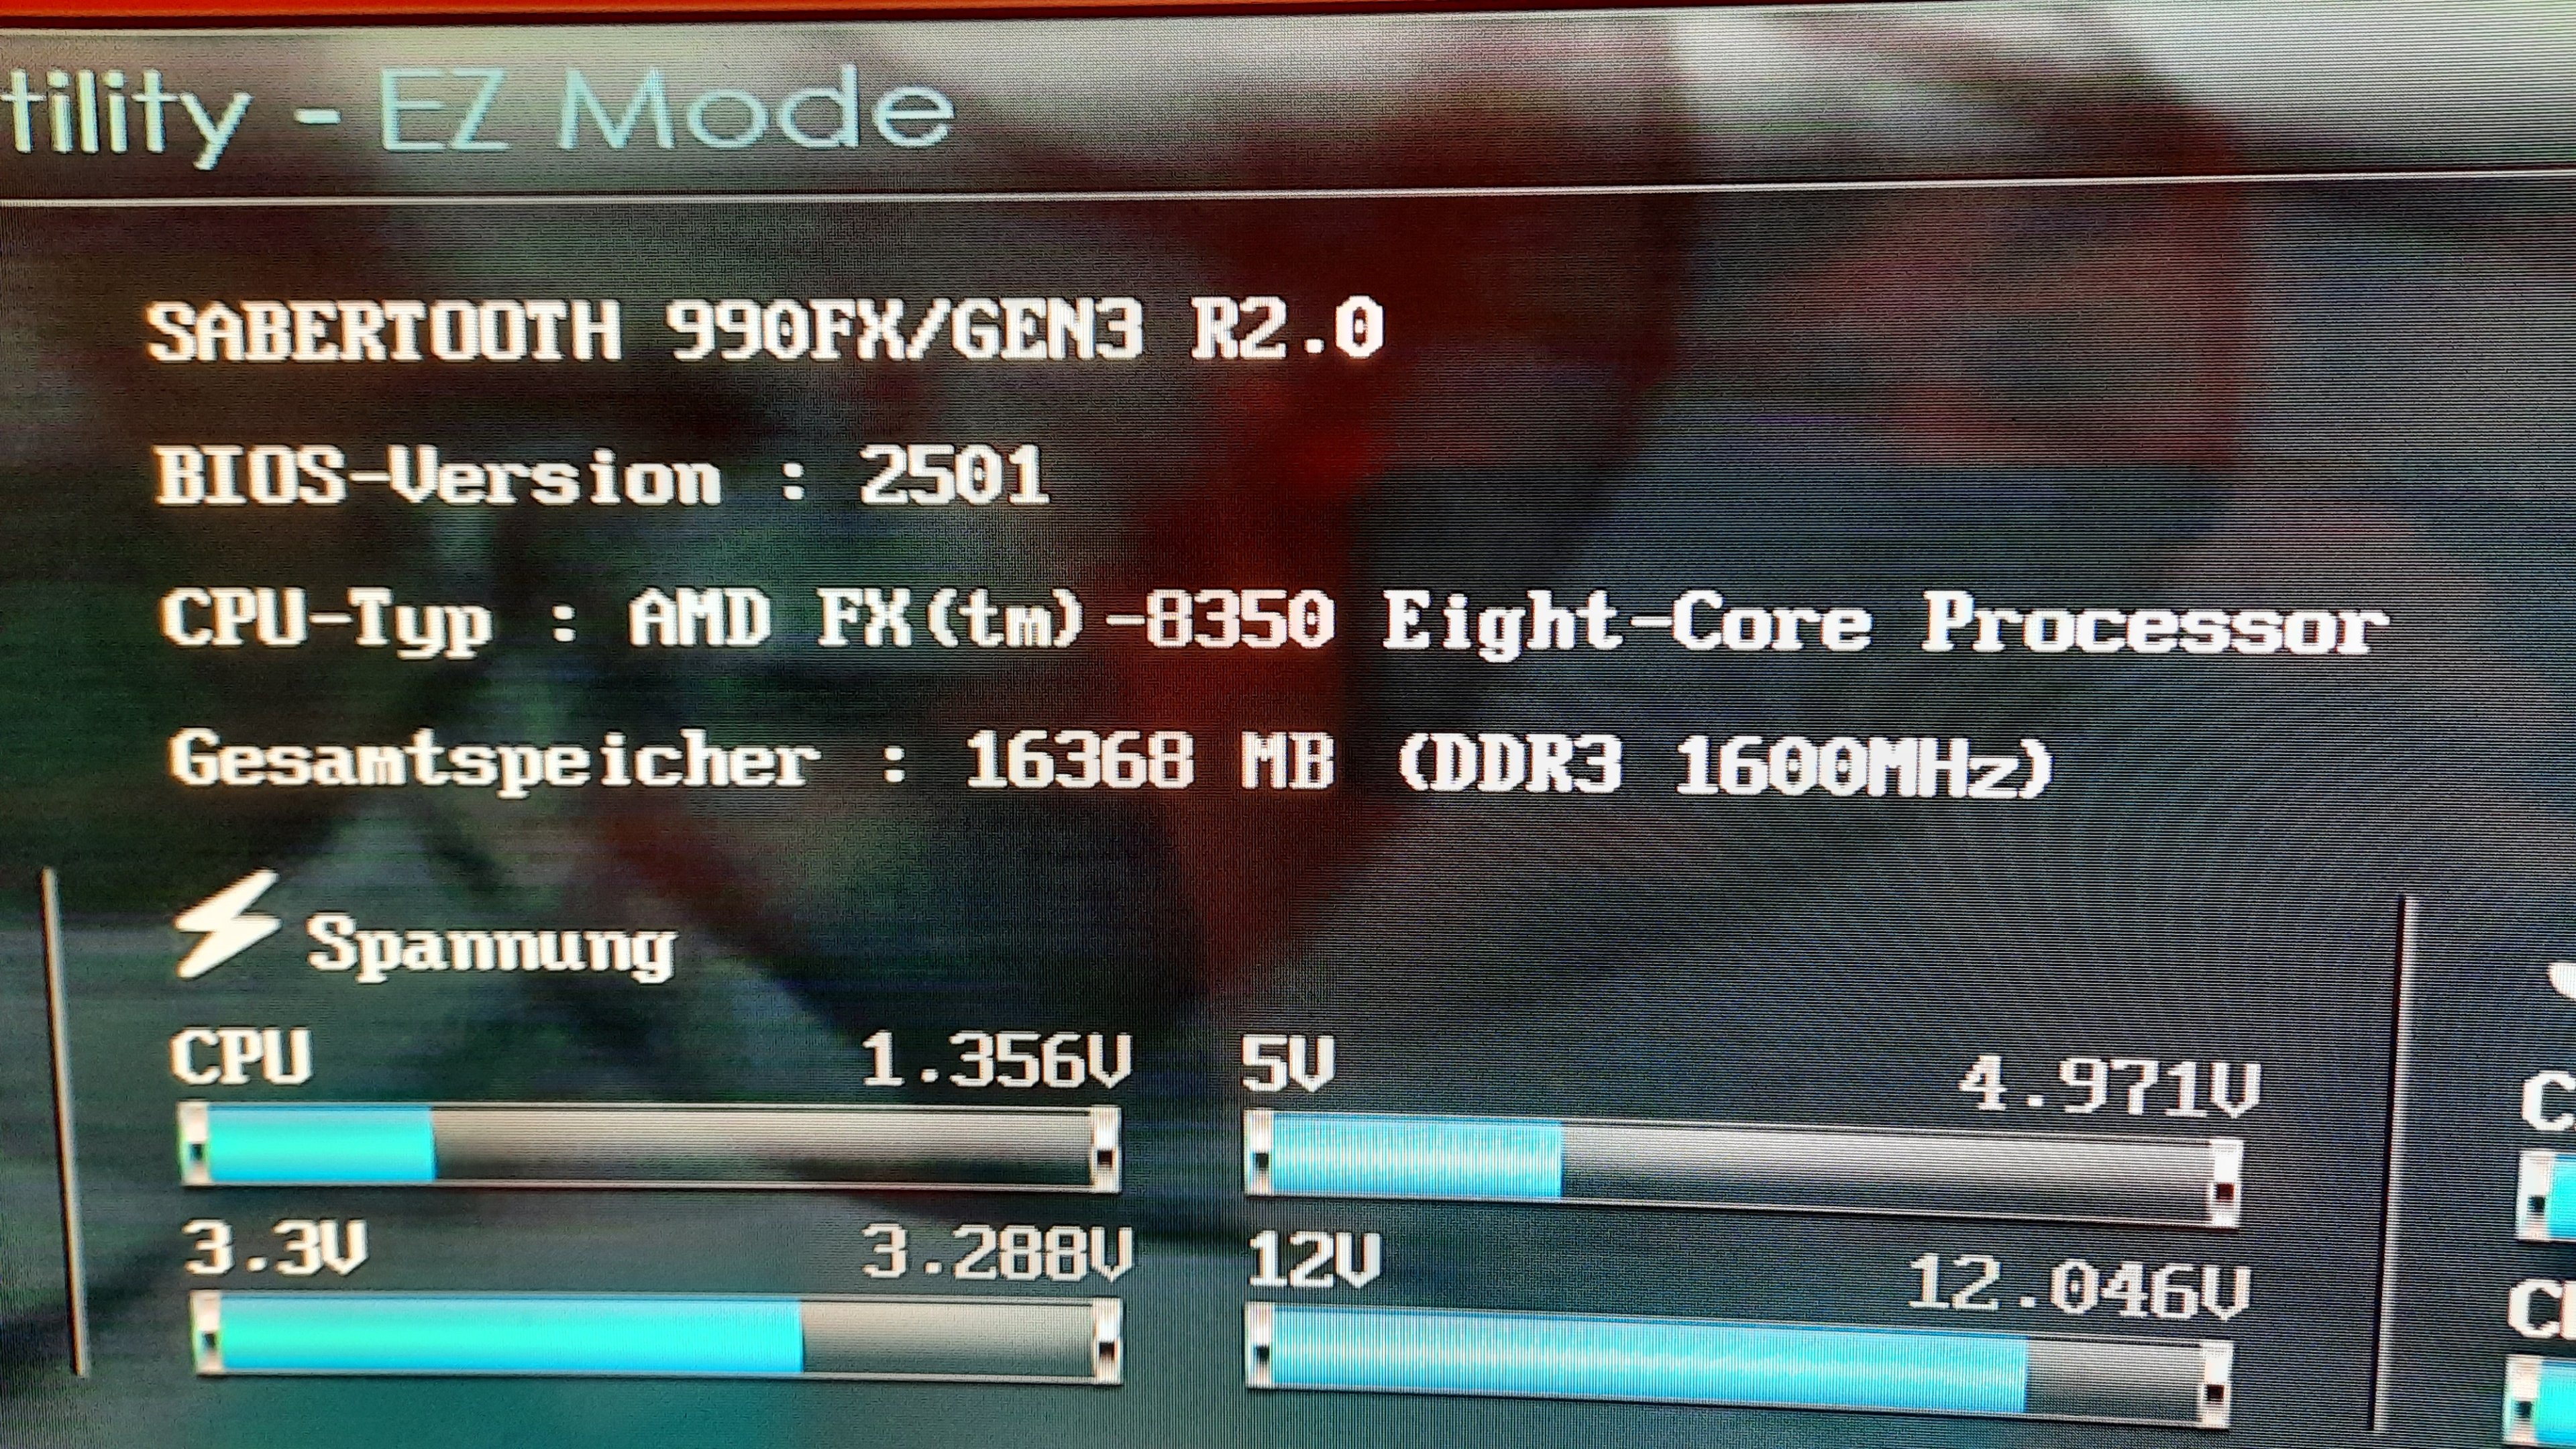 tility - EZ Mode
SABERTOOTH 990FX/GEN3 R2.0
BIOS-Version : 2501
CPU-Typ : AMD FX(tm)-8350 Eight-Core Processor
Gesamtspeicher : 16368 MB (DDR3 1600MHz)
Spannung
CPU 1.356V 5V 4.971V
3.3V 3.288V 12V 12.046V